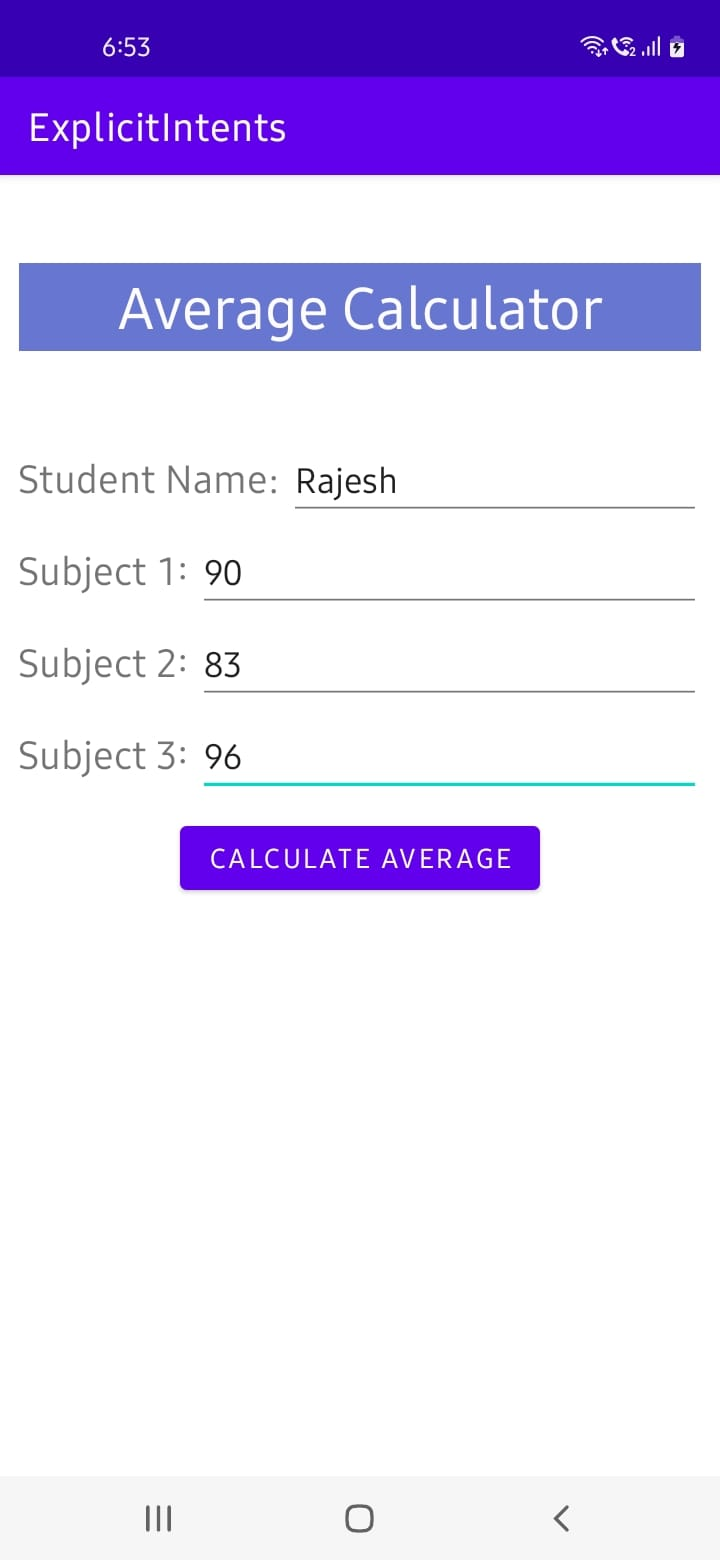 6:53
ExplicitIntents
Average Calculator
Student Name: Rajesh
Subject 1: 90
Subject 2: 83
Subject 3: 96
CALCULATE AVERAGE